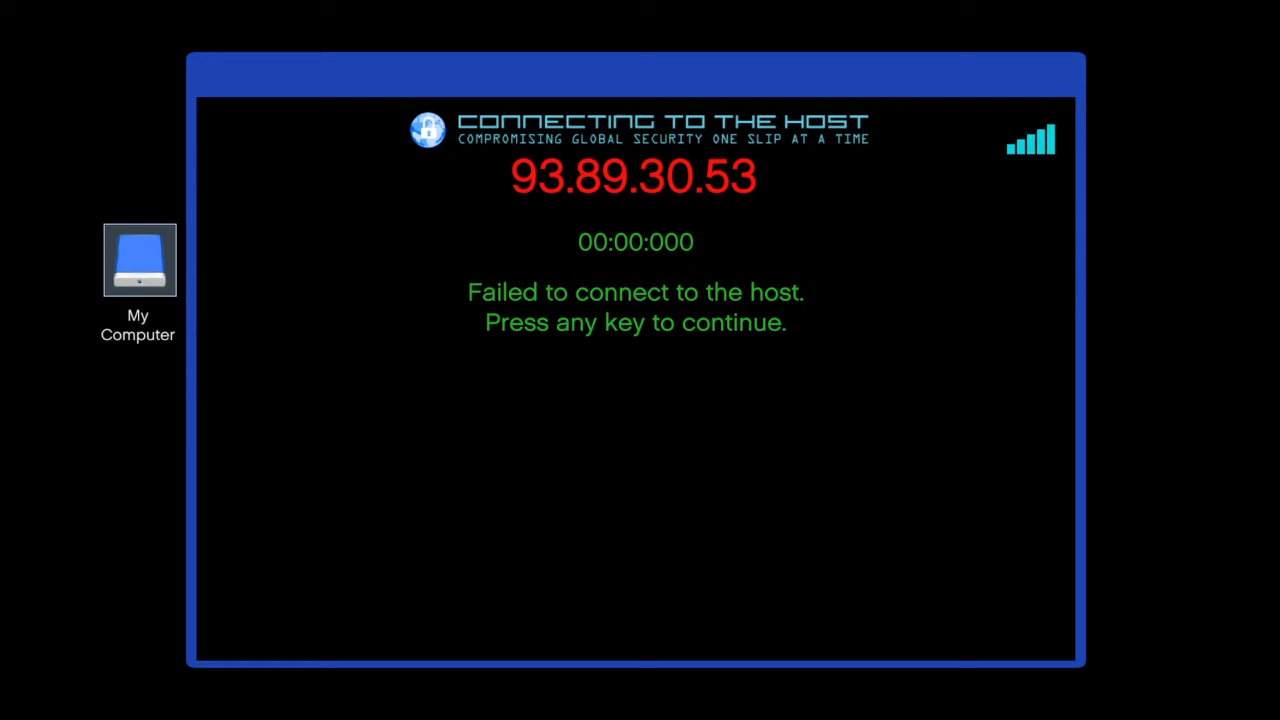 CONNECTING TO THE HOST
COMPROMISING GLOBAL SECURITY ONE SLIP AT A TIME
93.89.30.53
00:00:000
Failed to connect to the host.
Press any key to continue.
My
Computer